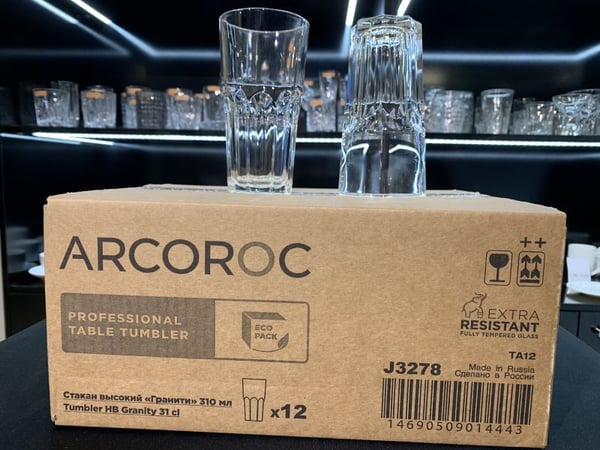 ARCOROC
PROFESSIONAL
TABLE TUMBLER
ECO
PACK
++
EXTRA
RESISTANT
FULLY TEMPERED GLASS
TA12
J3278
Made in Russia
Сделано в России
Стакан высокий «Гранити» 310 мл
Tumbler HB Granity 31 cl
x12
14690509014443